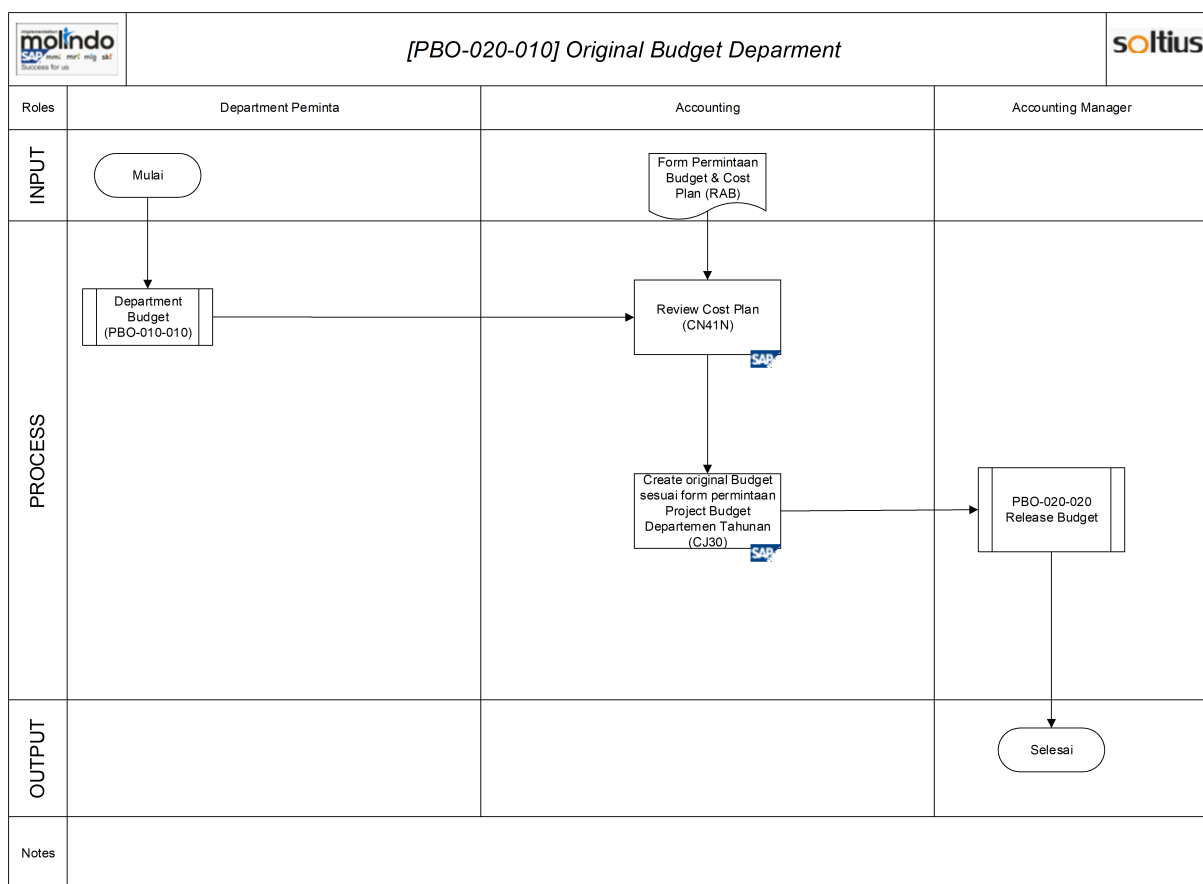 implementation
molindo
SAP mmi mri mlg skf
Success for us
[PBO-020-010] Original Budget Deparment
soltius
Roles
Department Peminta
Accounting
Accounting Manager
INPUT
Mulai
Form Permintaan
Budget & Cost
Plan (RAB)
PROCESS
Department
Budget
(PBO-010-010)
Review Cost Plan
(CN41N)
SAP
Create original Budget
sesuai form permintaan
Project Budget
Departemen Tahunan
(CJ30)
SAP
PBO-020-020
Release Budget
OUTPUT
Selesai
Notes